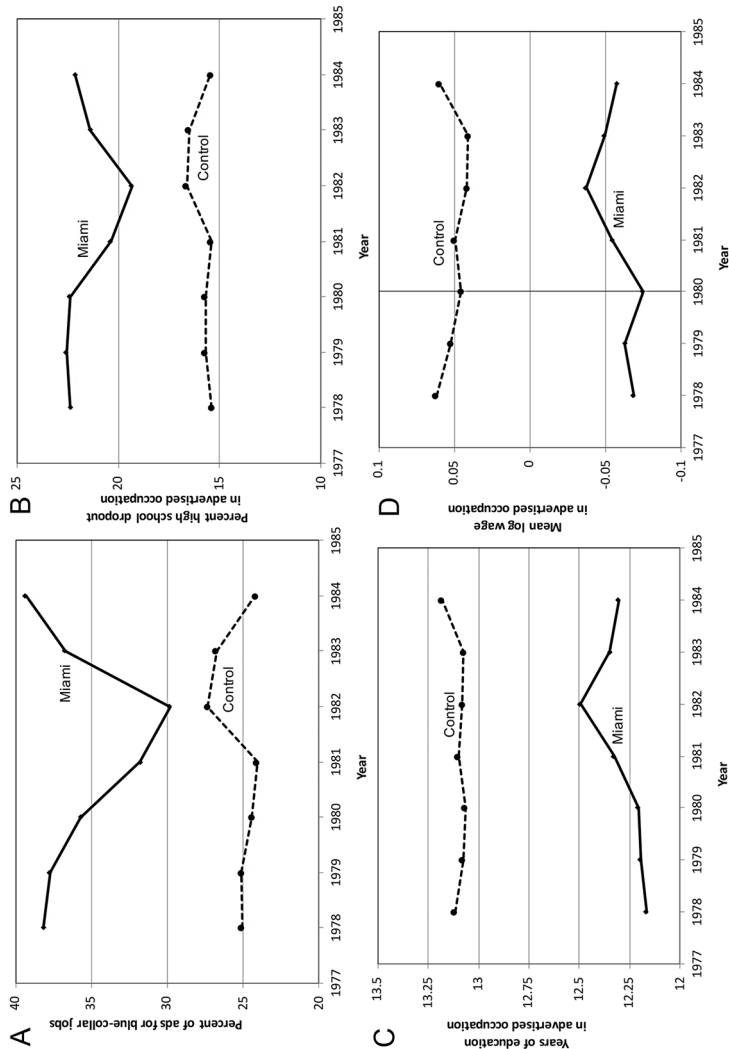 A
Percent of ads for blue-collar jobs
40
35
30
25
20
Miami
Control
1977
1978
1979
1980
1981
1982
1983
1984
1985
Year
B
Percent high school dropout
in advertised occupation
25
20
15
10
Miami
Control
1977
1978
1979
1980
1981
1982
1983
1984
1985
Year
C
Years of education
in advertised occupation
13.5
13.25
13
12.75
12.5
12.25
12
Control
Miami
1977
1978
1979
1980
1981
1982
1983
1984
1985
Year
D
Mean log wage
in advertised occupation
0.1
0.05
0
-0.05
-0.1
Control
Miami
1977
1978
1979
1980
1981
1982
1983
1984
1985
Year